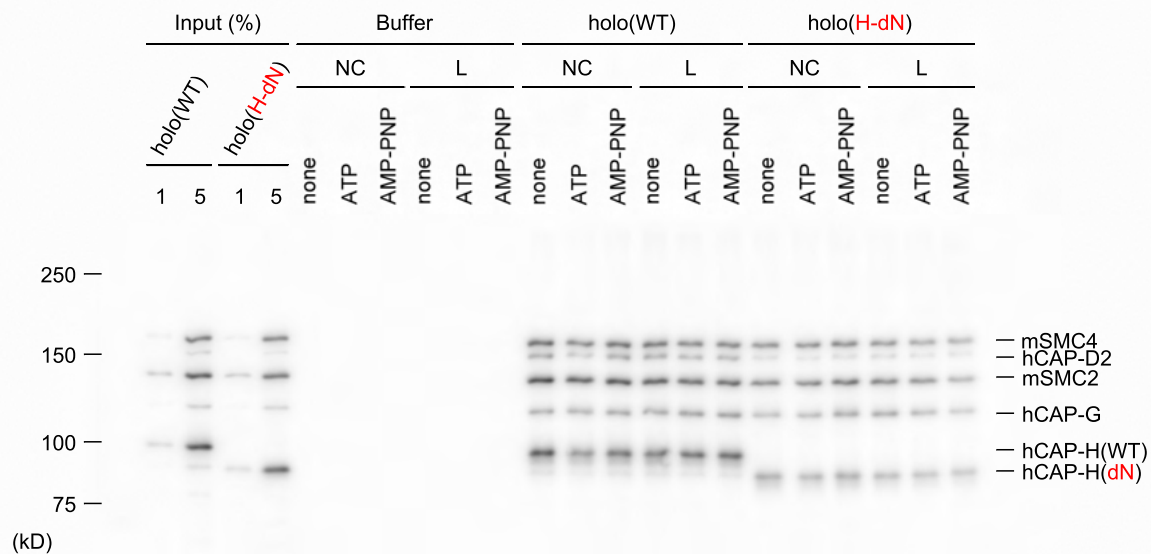 Input (%) Buffer holo(WT) holo(H-dN)
NC L NC L NC L
holo(WT) holo(H-dN) none ATP AMP-PNP none ATP AMP-PNP none ATP AMP-PNP none ATP AMP-PNP none ATP AMP-PNP none ATP AMP-PNP
1 5 1 5
250
mSMC4
150
hCAP-D2
mSMC2
hCAP-G
100
hCAP-H(WT)
hCAP-H(dN)
75
(kD)